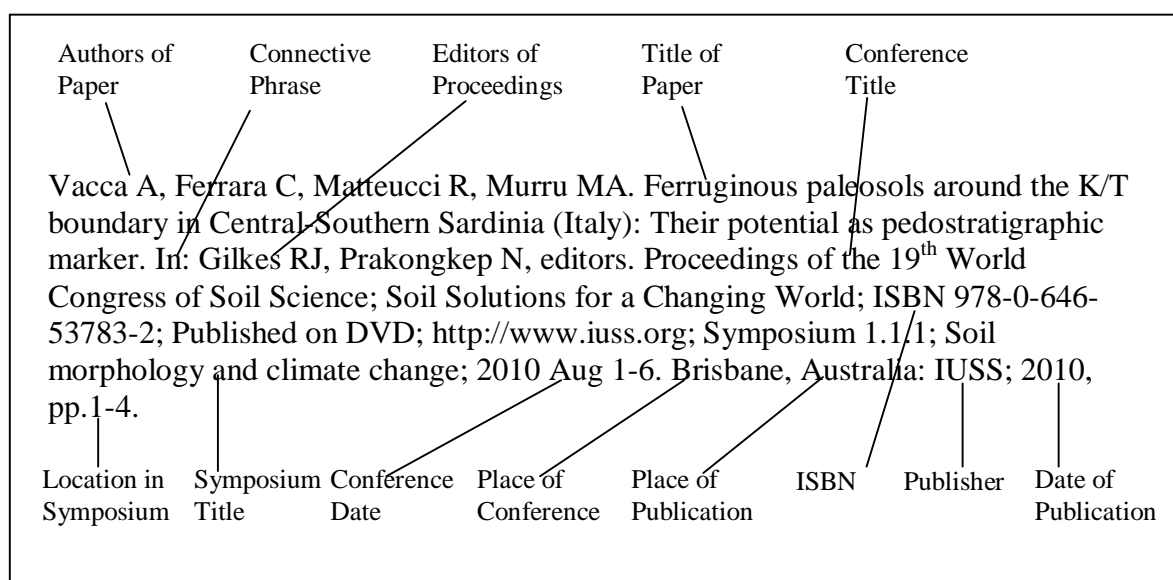 Authors of Connective Editors of Title of Conference
Paper Phrase Proceedings Paper Title
Vacca A, Ferrara C, Matteucci R, Murru MA. Ferruginous paleosols around the K/T
boundary in Central-Southern Sardinia (Italy): Their potential as pedostratigraphic
marker. In: Gilkes RJ, Prakongkep N, editors. Proceedings of the 19th World
Congress of Soil Science; Soil Solutions for a Changing World; ISBN 978-0-646-
53783-2; Published on DVD; http://www.iuss.org; Symposium 1.1.1; Soil
morphology and climate change; 2010 Aug 1-6. Brisbane, Australia: IUSS; 2010,
pp.1-4.
Location in Symposium Conference Place of Place of ISBN Publisher Date of
Symposium Title Date Conference Publication Publication